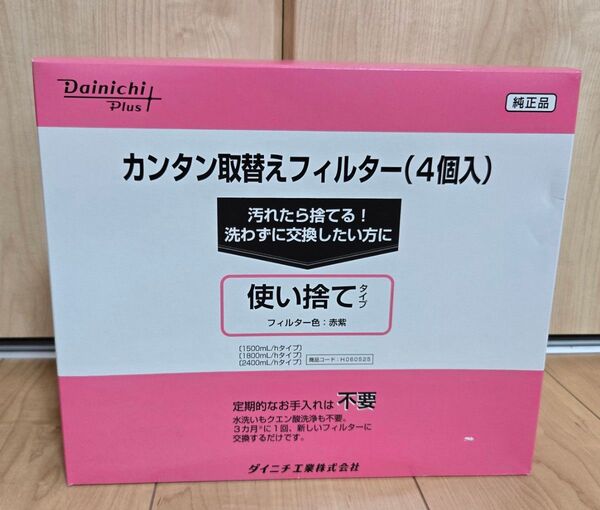 Dainichi
Plus
純正品
カンタン取替えフィルター(4個入)
汚れたら捨てる!
洗わずに交換したい方に
使い捨てタイプ
フィルター色:赤紫
(1500mL/hタイプ)
(1800mL/hタイプ)
(2400mL/hタイプ) 商品コード:H060525
定期的なお手入れは 不要
水洗いもクエン酸洗浄も不要。
3カ月*に1回、新しいフィルターに
交換するだけです。
ダイニチ工業株式会社